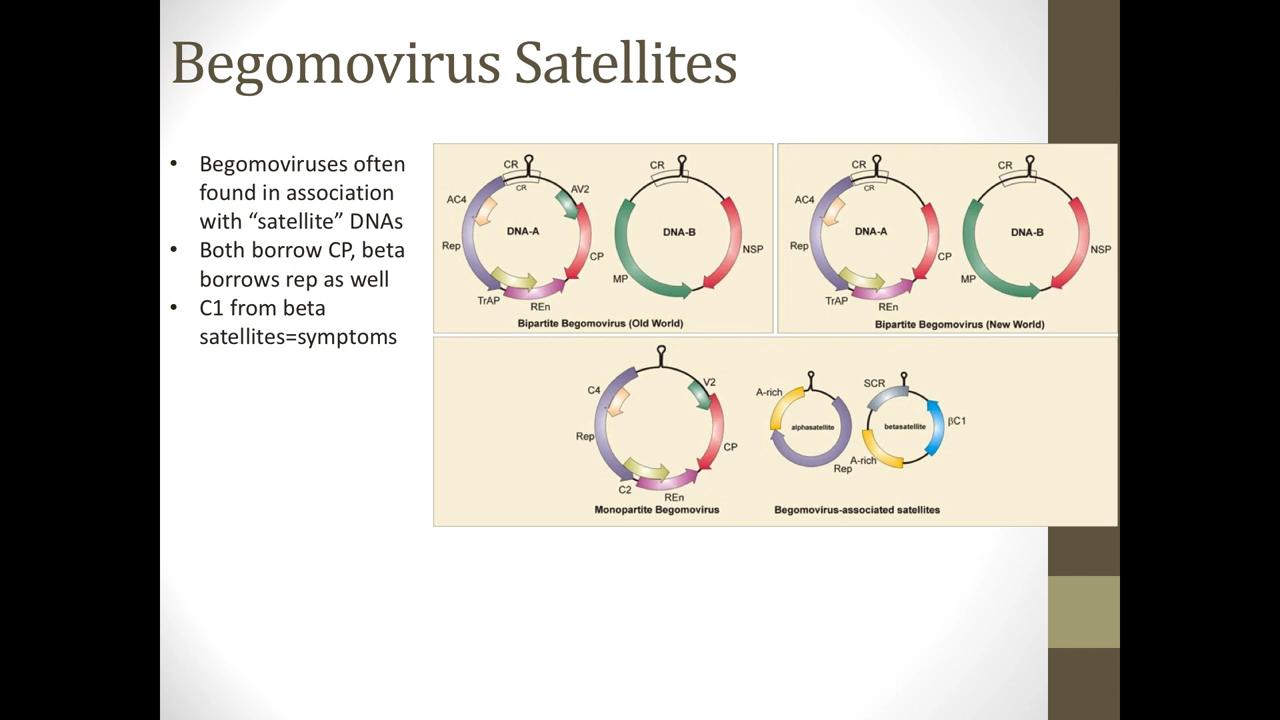 Begomovirus Satellites
• Begomoviruses often
found in association
with “satellite” DNAs
• Both borrow CP, beta
borrows rep as well
• C1 from beta
satellites=symptoms
CR
CR
AV2
AC4
DNA-A
Rep
CP
TrAP
REn
CR
DNA-B
NSP
MP
Bipartite Begomovirus (Old World)
CR
CR
AC4
DNA-A
Rep
CP
TrAP
REn
CR
DNA-B
NSP
MP
Bipartite Begomovirus (New World)
V2
C4
Rep
CP
C2
REn
Monopartite Begomovirus
A-rich
alphasatellite
Rep
SCR
betasatellite
βC1
A-rich
Begomovirus-associated satellites